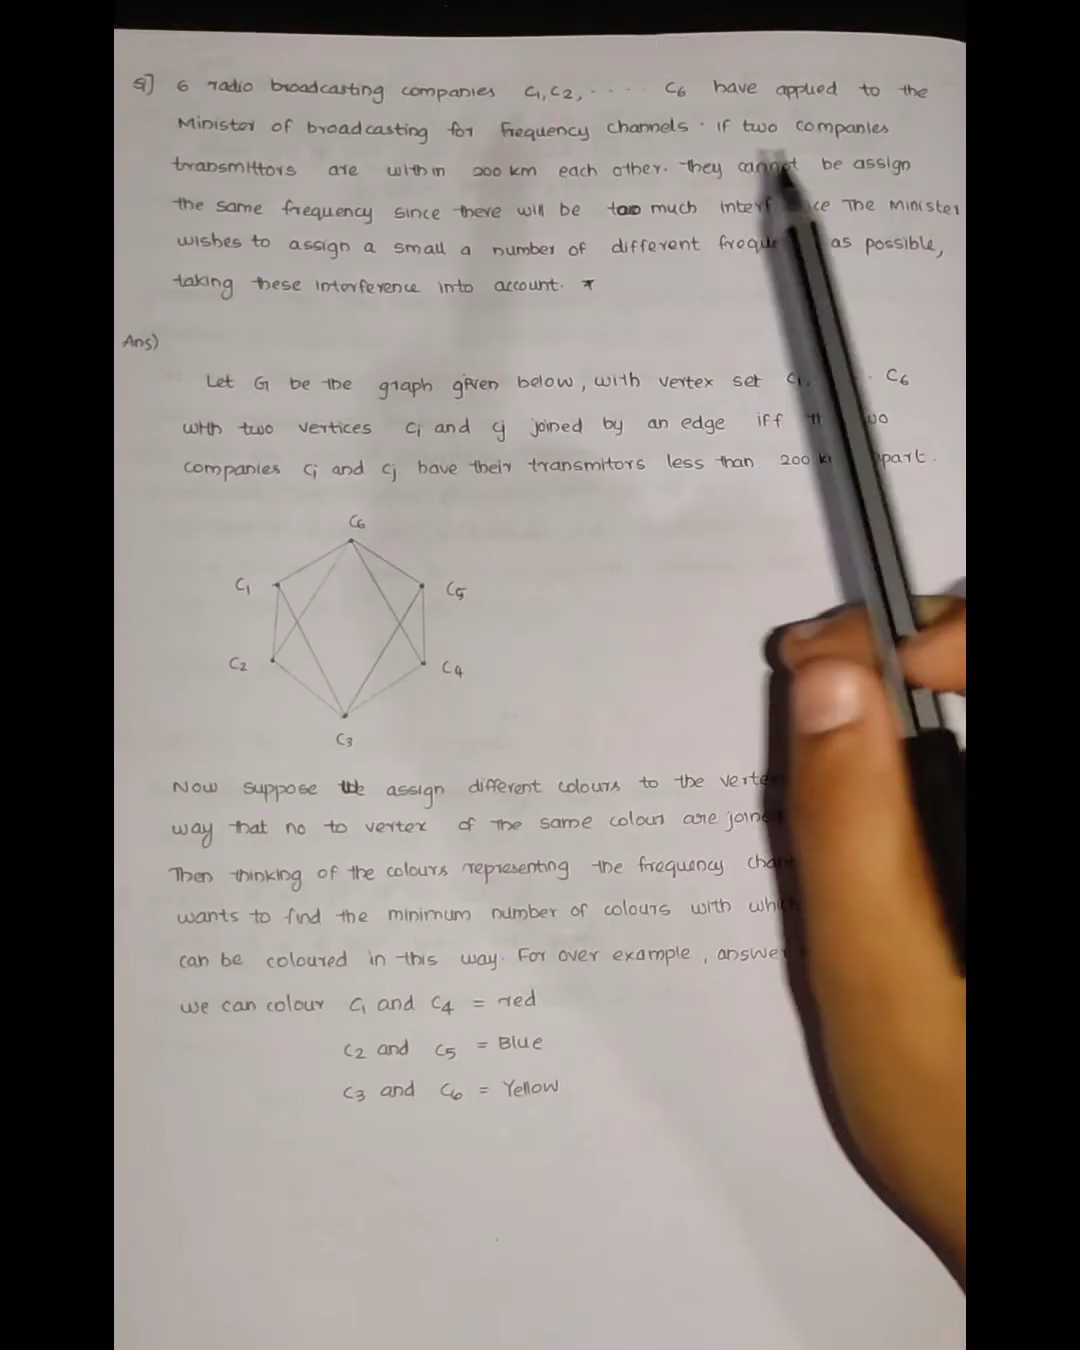 Q] 6 radio broadcasting companies C1, C2, ..... C6 have applied to the
Minister of broadcasting for frequency channels. If two companies
transmittors are within 200 km each other. They cannot be assign
the same frequency since there will be too much The Minister
wishes to assign a small a number of different as possible,
taking these interference into account.
Ans)
Let G be the graph given below, with vertex set C6
with two vertices Ci and Cj joined by an edge iff
companies Ci and Cj have their transmitors less than 200
C6
C1
C5
C2
C4
C3
Now suppose we assign different colours to the
way that no to vertex of the same colour are
Then thinking of the colours representing the frequency
wants to find the minimum number of colours with
can be coloured in this way. For over example,
we can colour C1 and C4 = red
C2 and C5 = Blue
C3 and C6 = Yellow